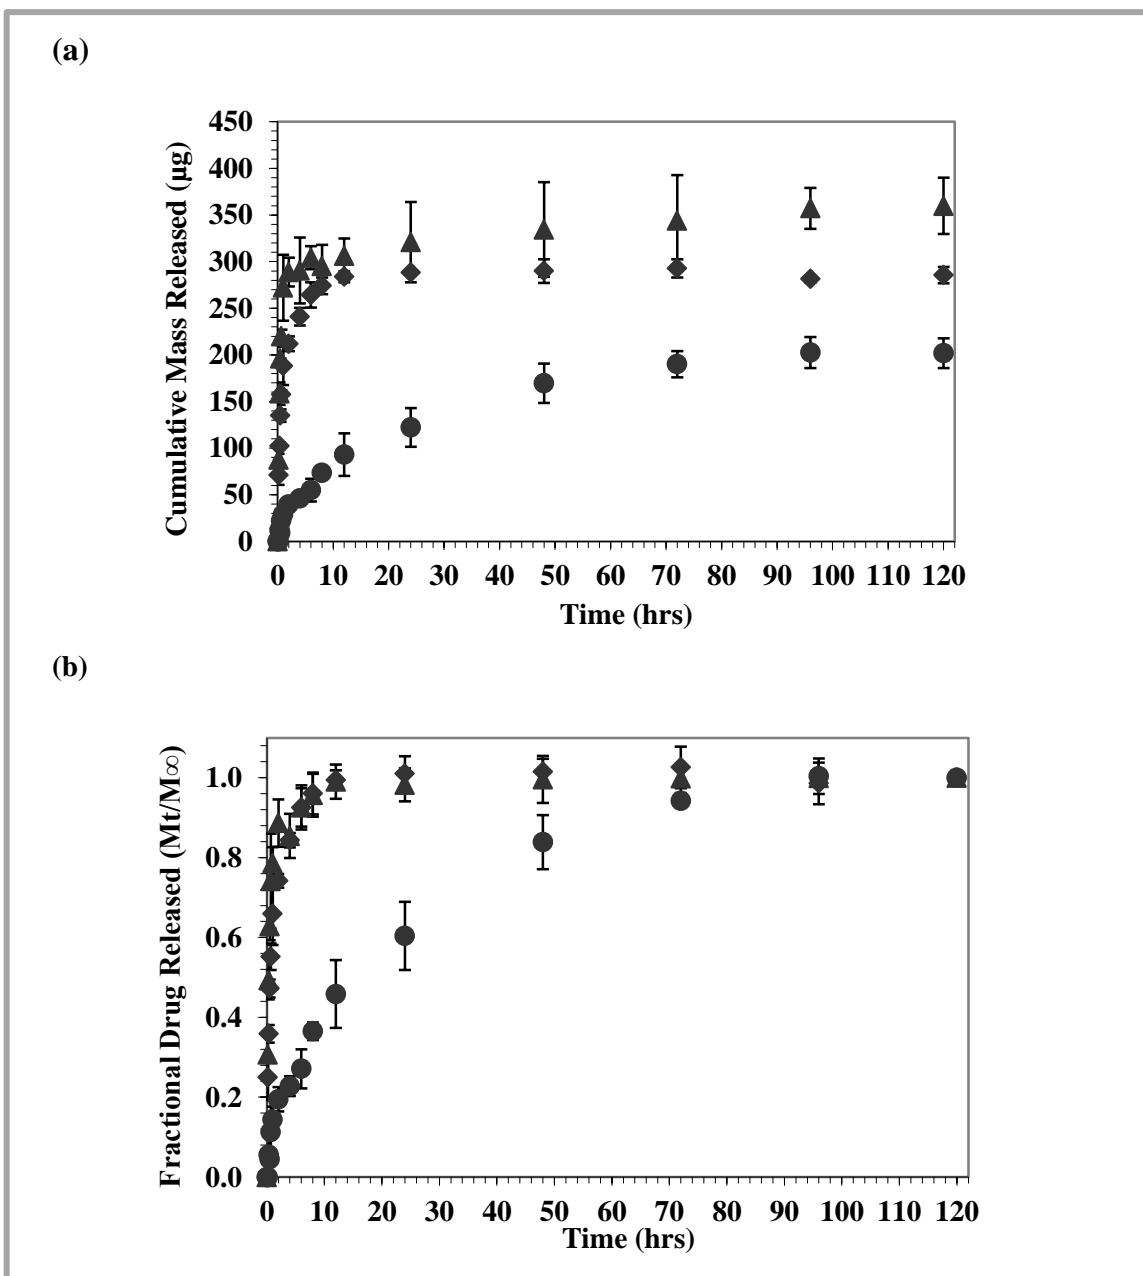 (a)
Cumulative Mass Released (µg)
450
400
350
300
250
200
150
100
50
0
0 10 20 30 40 50 60 70 80 90 100 110 120
Time (hrs)
(b)
Fractional Drug Released (Mt/M∞)
1.0
0.8
0.6
0.4
0.2
0.0
0 10 20 30 40 50 60 70 80 90 100 110 120
Time (hrs)